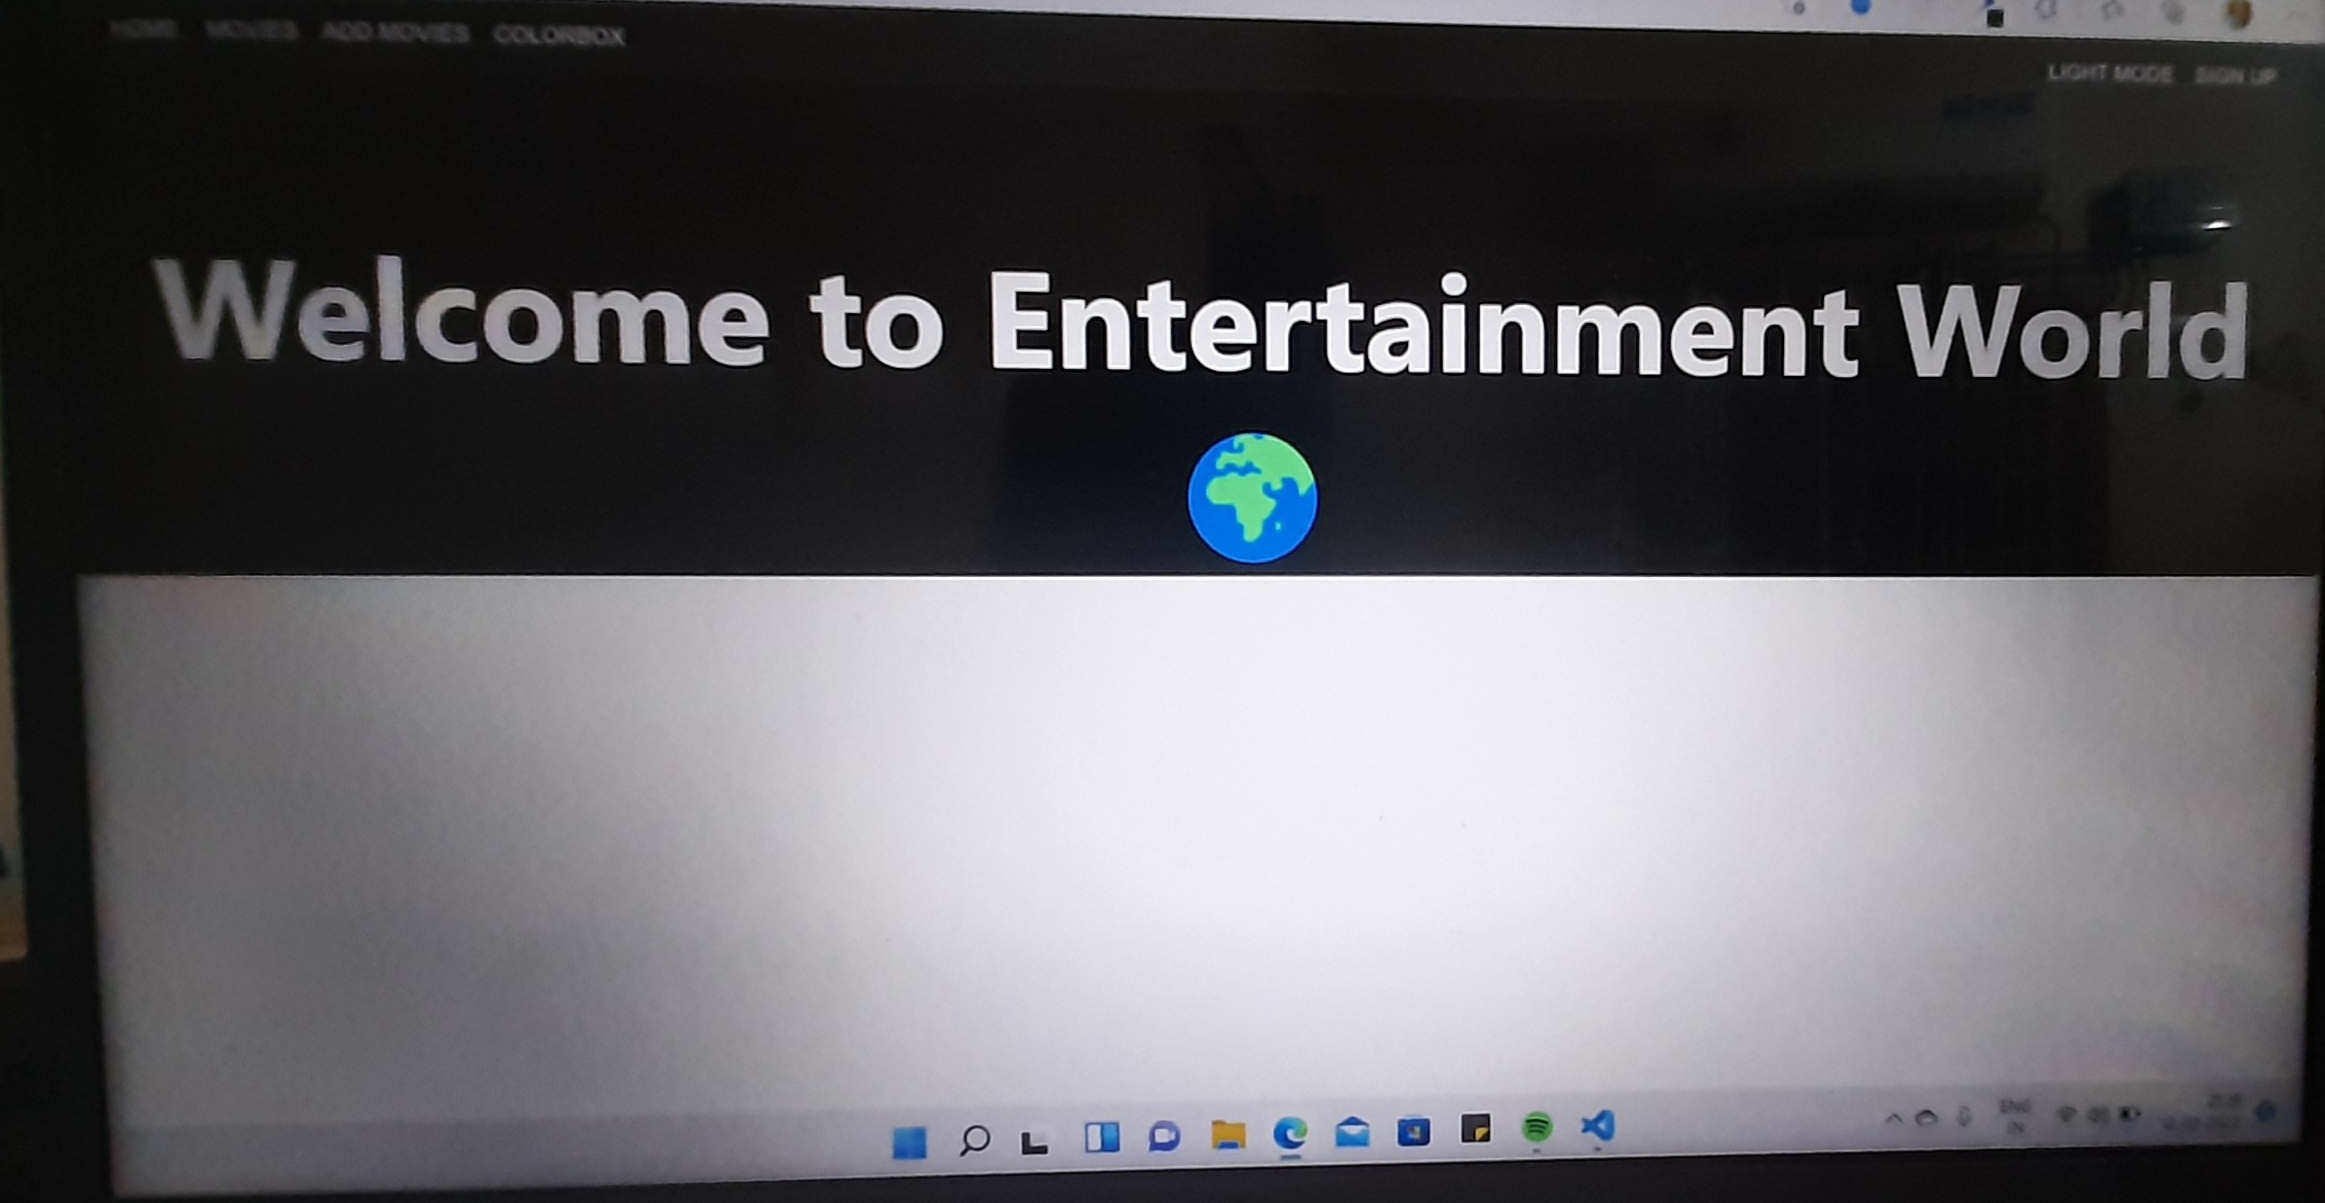 HOME MOVIES ADD MOVIES COLORBOX
LIGHT MODE SIGN UP
Welcome to Entertainment World
ENG
IN